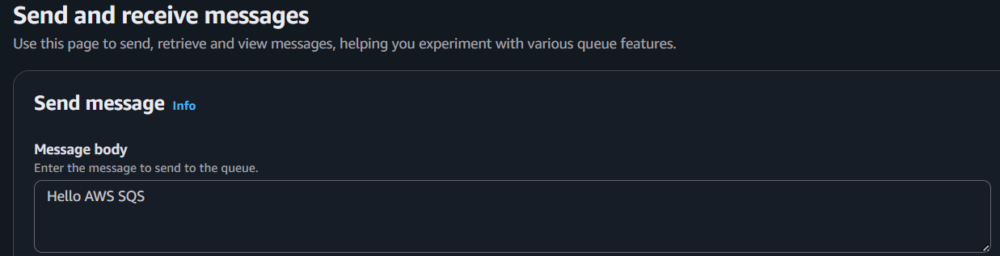 Send and receive messages
Use this page to send, retrieve and view messages, helping you experiment with various queue features.
Send message Info
Message body
Enter the message to send to the queue.
Hello AWS SQS